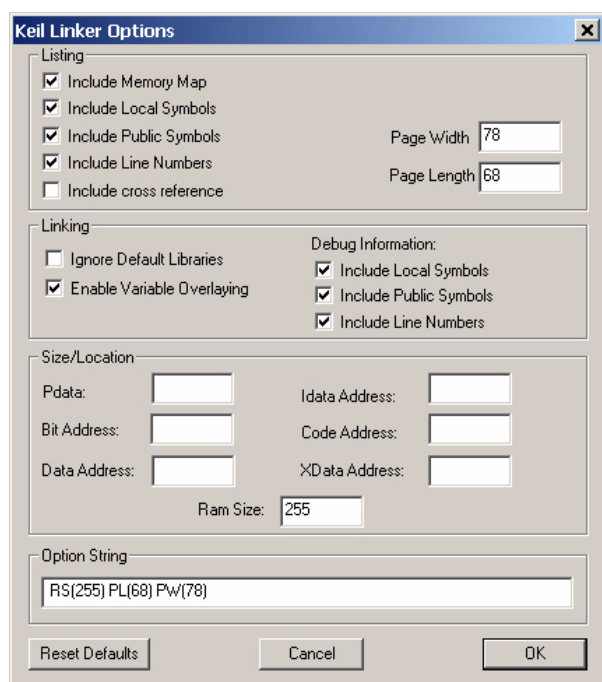 Keil Linker Options
Listing
Include Memory Map
Include Local Symbols
Include Public Symbols
Include Line Numbers
Include cross reference
Page Width 78
Page Length 68
Linking
Ignore Default Libraries
Enable Variable Overlaying
Debug Information:
Include Local Symbols
Include Public Symbols
Include Line Numbers
Size/Location
Pdata:
Bit Address:
Data Address:
Idata Address:
Code Address:
XData Address:
Ram Size: 255
Option String
RS(255) PL(68) PW(78)
Reset Defaults
Cancel
OK